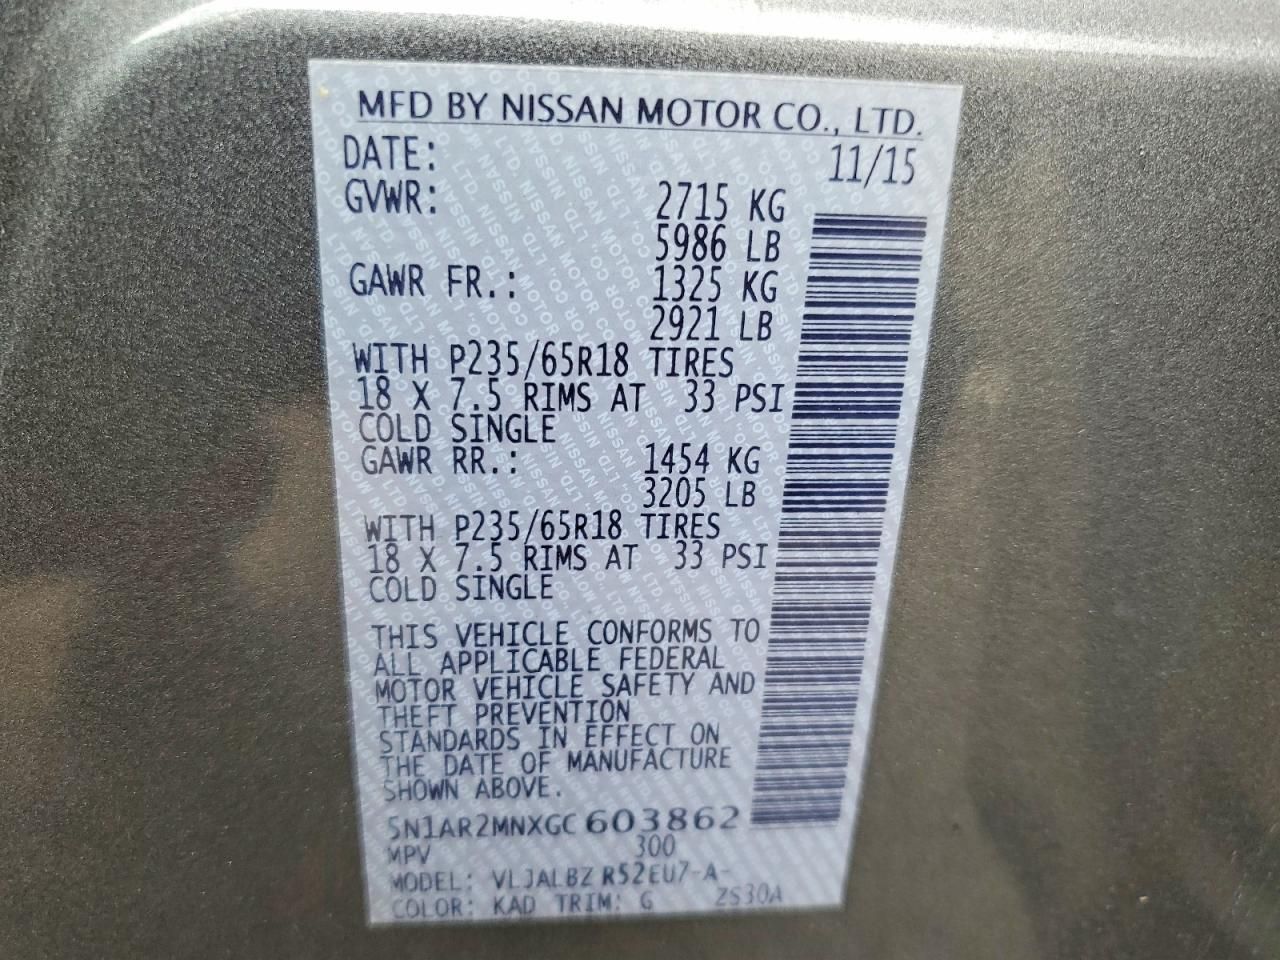 MFD BY NISSAN MOTOR CO., LTD.
DATE: 11/15
GVWR: 2715 KG
5986 LB
GAWR FR.: 1325 KG
2921 LB
WITH P235/65R18 TIRES
18 X 7.5 RIMS AT 33 PSI
COLD SINGLE
GAWR RR.: 1454 KG
3205 LB
WITH P235/65R18 TIRES
18 X 7.5 RIMS AT 33 PSI
COLD SINGLE
THIS VEHICLE CONFORMS TO
ALL APPLICABLE FEDERAL
MOTOR VEHICLE SAFETY AND
THEFT PREVENTION
STANDARDS IN EFFECT ON
THE DATE OF MANUFACTURE
SHOWN ABOVE.
5N1AR2MNXGC603862
MPV 300
MODEL: VLJALBZ R52EU7-A-
COLOR: KAD TRIM: G ZS30A